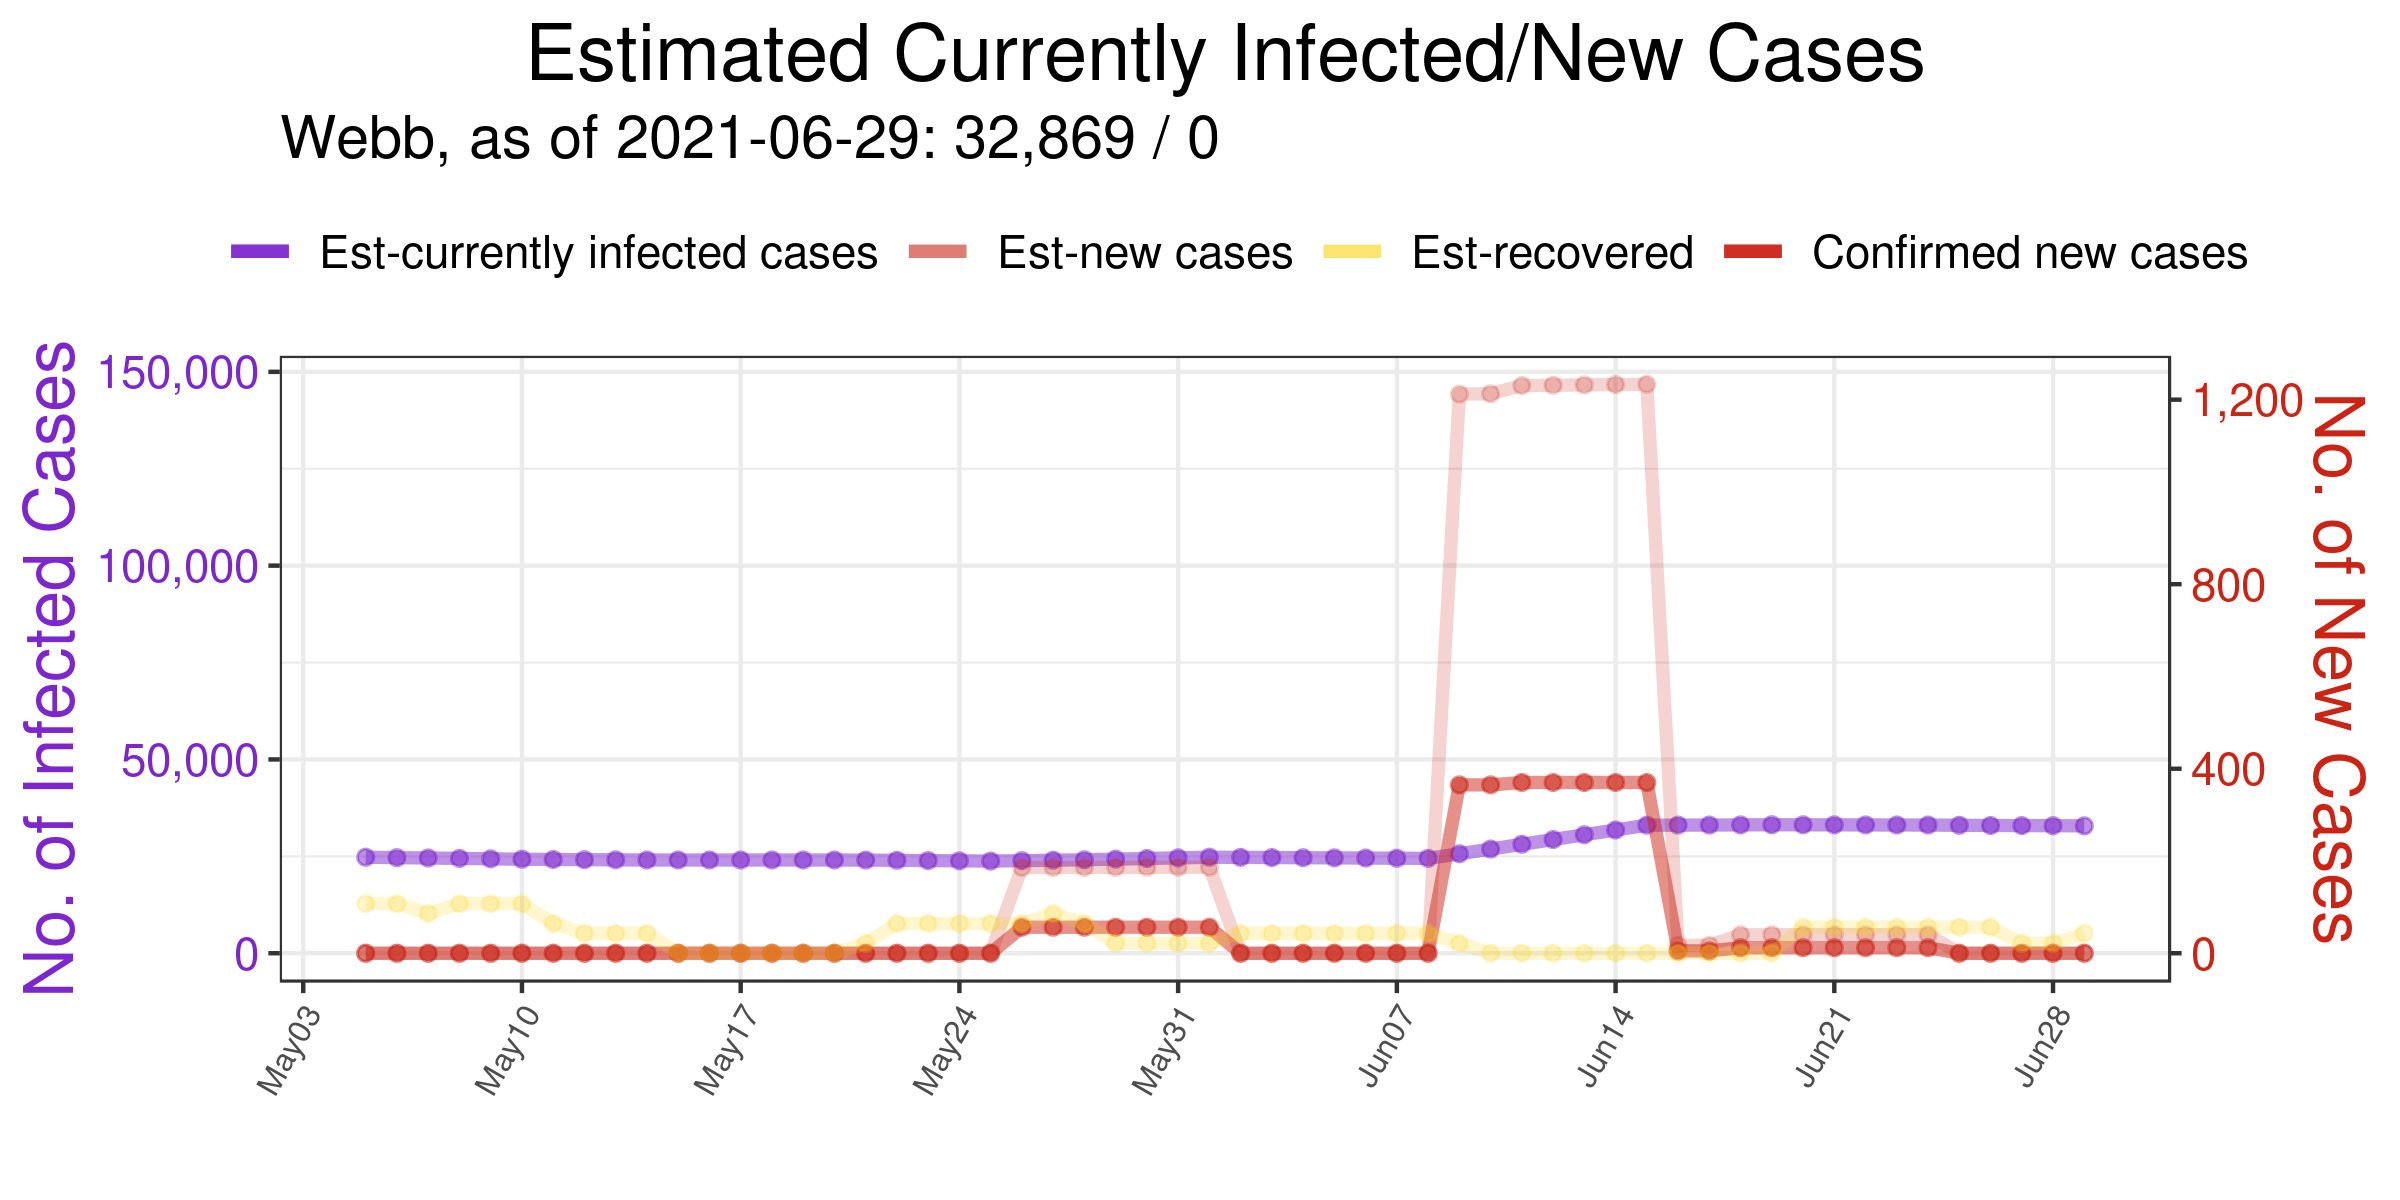 Estimated Currently Infected/New Cases
Webb, as of 2021-06-29: 32,869 / 0
Est-currently infected cases Est-new cases Est-recovered Confirmed new cases
No. of Infected Cases
150,000
100,000
50,000
0
1,200
800
400
0
No. of New Cases
May03 May10 May17 May24 May31 Jun07 Jun14 Jun21 Jun28